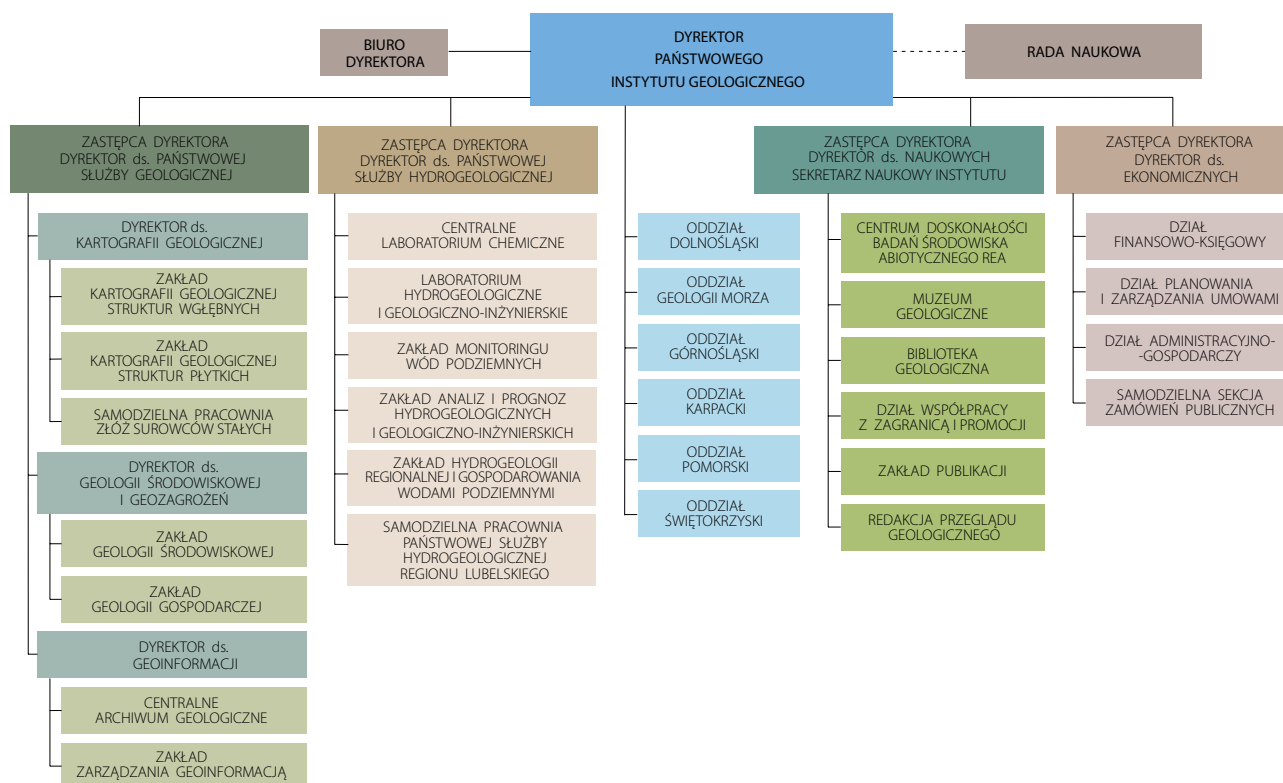 BIURO
DYREKTORA
DYREKTOR
PAŃSTWOWEGO
INSTYTUTU GEOLOGICZNEGO
RADA NAUKOWA
ZASTĘPCA DYREKTORA
DYREKTOR ds. PAŃSTWOWEJ
SŁUŻBY GEOLOGICZNEJ
DYREKTOR ds.
KARTOGRAFII GEOLOGICZNEJ
ZAKŁAD
KARTOGRAFII GEOLOGICZNEJ
STRUKTUR WGŁĘBNYCH
ZAKŁAD
KARTOGRAFII GEOLOGICZNEJ
STRUKTUR PŁYTKICH
SAMODZIELNA PRACOWNIA
ZŁÓŻ SUROWCÓW STAŁYCH
DYREKTOR ds.
GEOLOGII ŚRODOWISKOWEJ
I GEOZAGROŻEŃ
ZAKŁAD
GEOLOGII ŚRODOWISKOWEJ
ZAKŁAD
GEOLOGII GOSPODARCZEJ
DYREKTOR ds.
GEOINFORMACJI
CENTRALNE
ARCHIWUM GEOLOGICZNE
ZAKŁAD
ZARZĄDZANIA GEOINFORMACJĄ
ZASTĘPCA DYREKTORA
DYREKTOR ds. PAŃSTWOWEJ
SŁUŻBY HYDROGEOLOGICZNEJ
CENTRALNE
LABORATORIUM CHEMICZNE
LABORATORIUM
HYDROGEOLOGICZNE
I GEOLOGICZNO-INŻYNIERSKIE
ZAKŁAD MONITORINGU
WÓD PODZIEMNYCH
ZAKŁAD ANALIZ I PROGNOZ
HYDROGEOLOGICZNYCH
I GEOLOGICZNO-INŻYNIERSKICH
ZAKŁAD HYDROGEOLOGII
REGIONALNEJ I GOSPODAROWANIA
WODAMI PODZIEMNYMI
SAMODZIELNA PRACOWNIA
PAŃSTWOWEJ SŁUŻBY
HYDROGEOLOGICZNEJ
REGIONU LUBELSKIEGO
ODDZIAŁ
DOLNOŚLĄSKI
ODDZIAŁ
GEOLOGII MORZA
ODDZIAŁ
GÓRNOŚLĄSKI
ODDZIAŁ
KARPACKI
ODDZIAŁ
POMORSKI
ODDZIAŁ
ŚWIĘTOKRZYSKI
ZASTĘPCA DYREKTORA
DYREKTOR ds. NAUKOWYCH
SEKRETARZ NAUKOWY INSTYTUTU
CENTRUM DOSKONAŁOŚCI
BADAŃ ŚRODOWISKA
ABIOTYCZNEGO REA
MUZEUM
GEOLOGICZNE
BIBLIOTEKA
GEOLOGICZNA
DZIAŁ WSPÓŁPRACY
Z ZAGRANICĄ I PROMOCJI
ZAKŁAD PUBLIKACJI
REDAKCJA PRZEGLĄDU
GEOLOGICZNEGO
ZASTĘPCA DYREKTORA
DYREKTOR ds.
EKONOMICZNYCH
DZIAŁ
FINANSOWO-KSIĘGOWY
DZIAŁ PLANOWANIA
I ZARZĄDZANIA UMOWAMI
DZIAŁ ADMINISTRACYJNO-
-GOSPODARCZY
SAMODZIELNA SEKCJA
ZAMÓWIEŃ PUBLICZNYCH